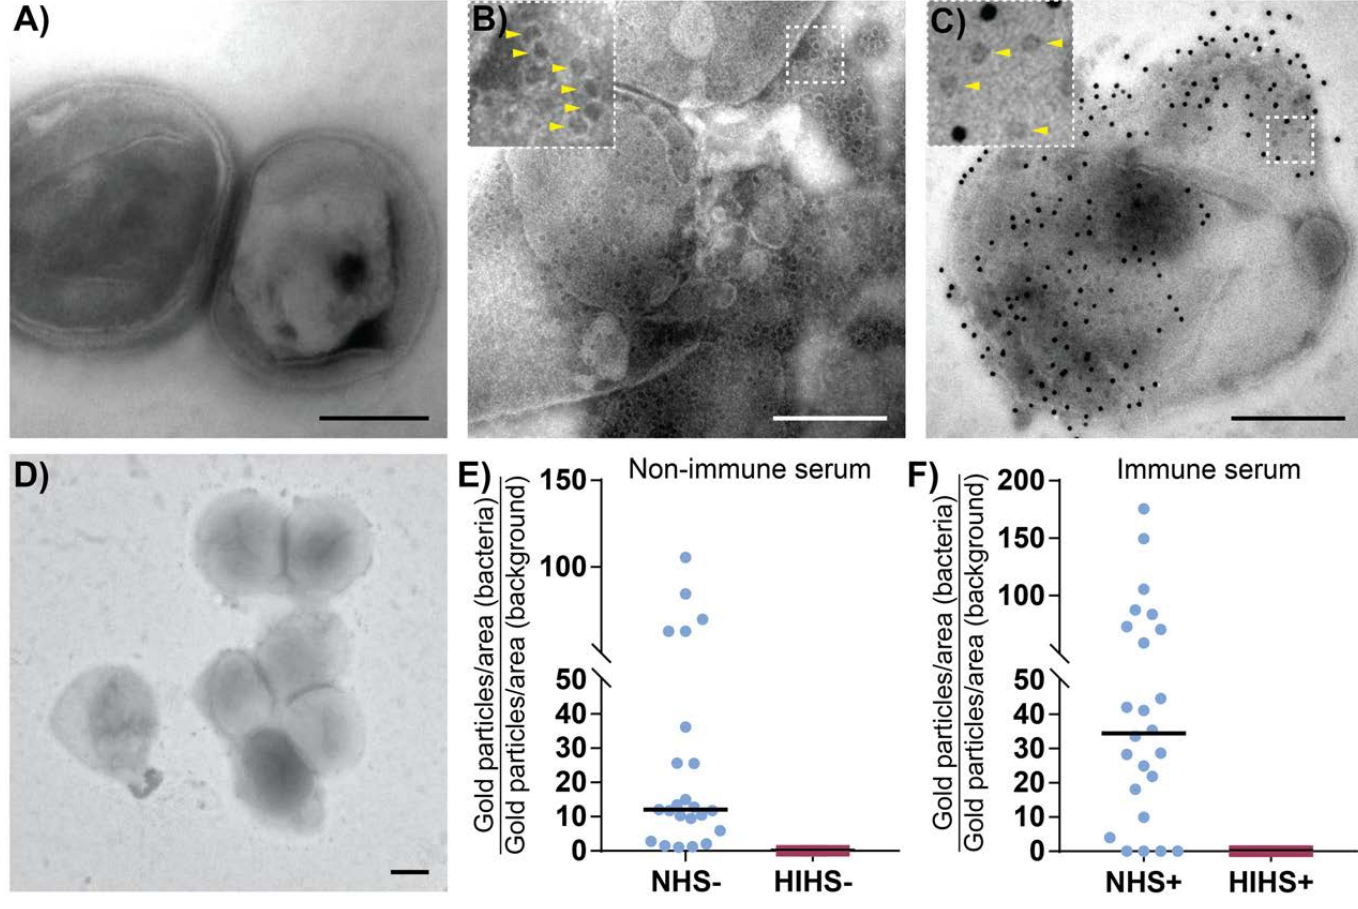 A)
B)
C)
D)
E)
Non-immune serum
Gold particles/area (bacteria)
Gold particles/area (background)
150
100
50
40
30
20
10
0
NHS-
HIHS-
F)
Immune serum
Gold particles/area (bacteria)
Gold particles/area (background)
200
150
100
50
40
30
20
10
0
NHS+
HIHS+